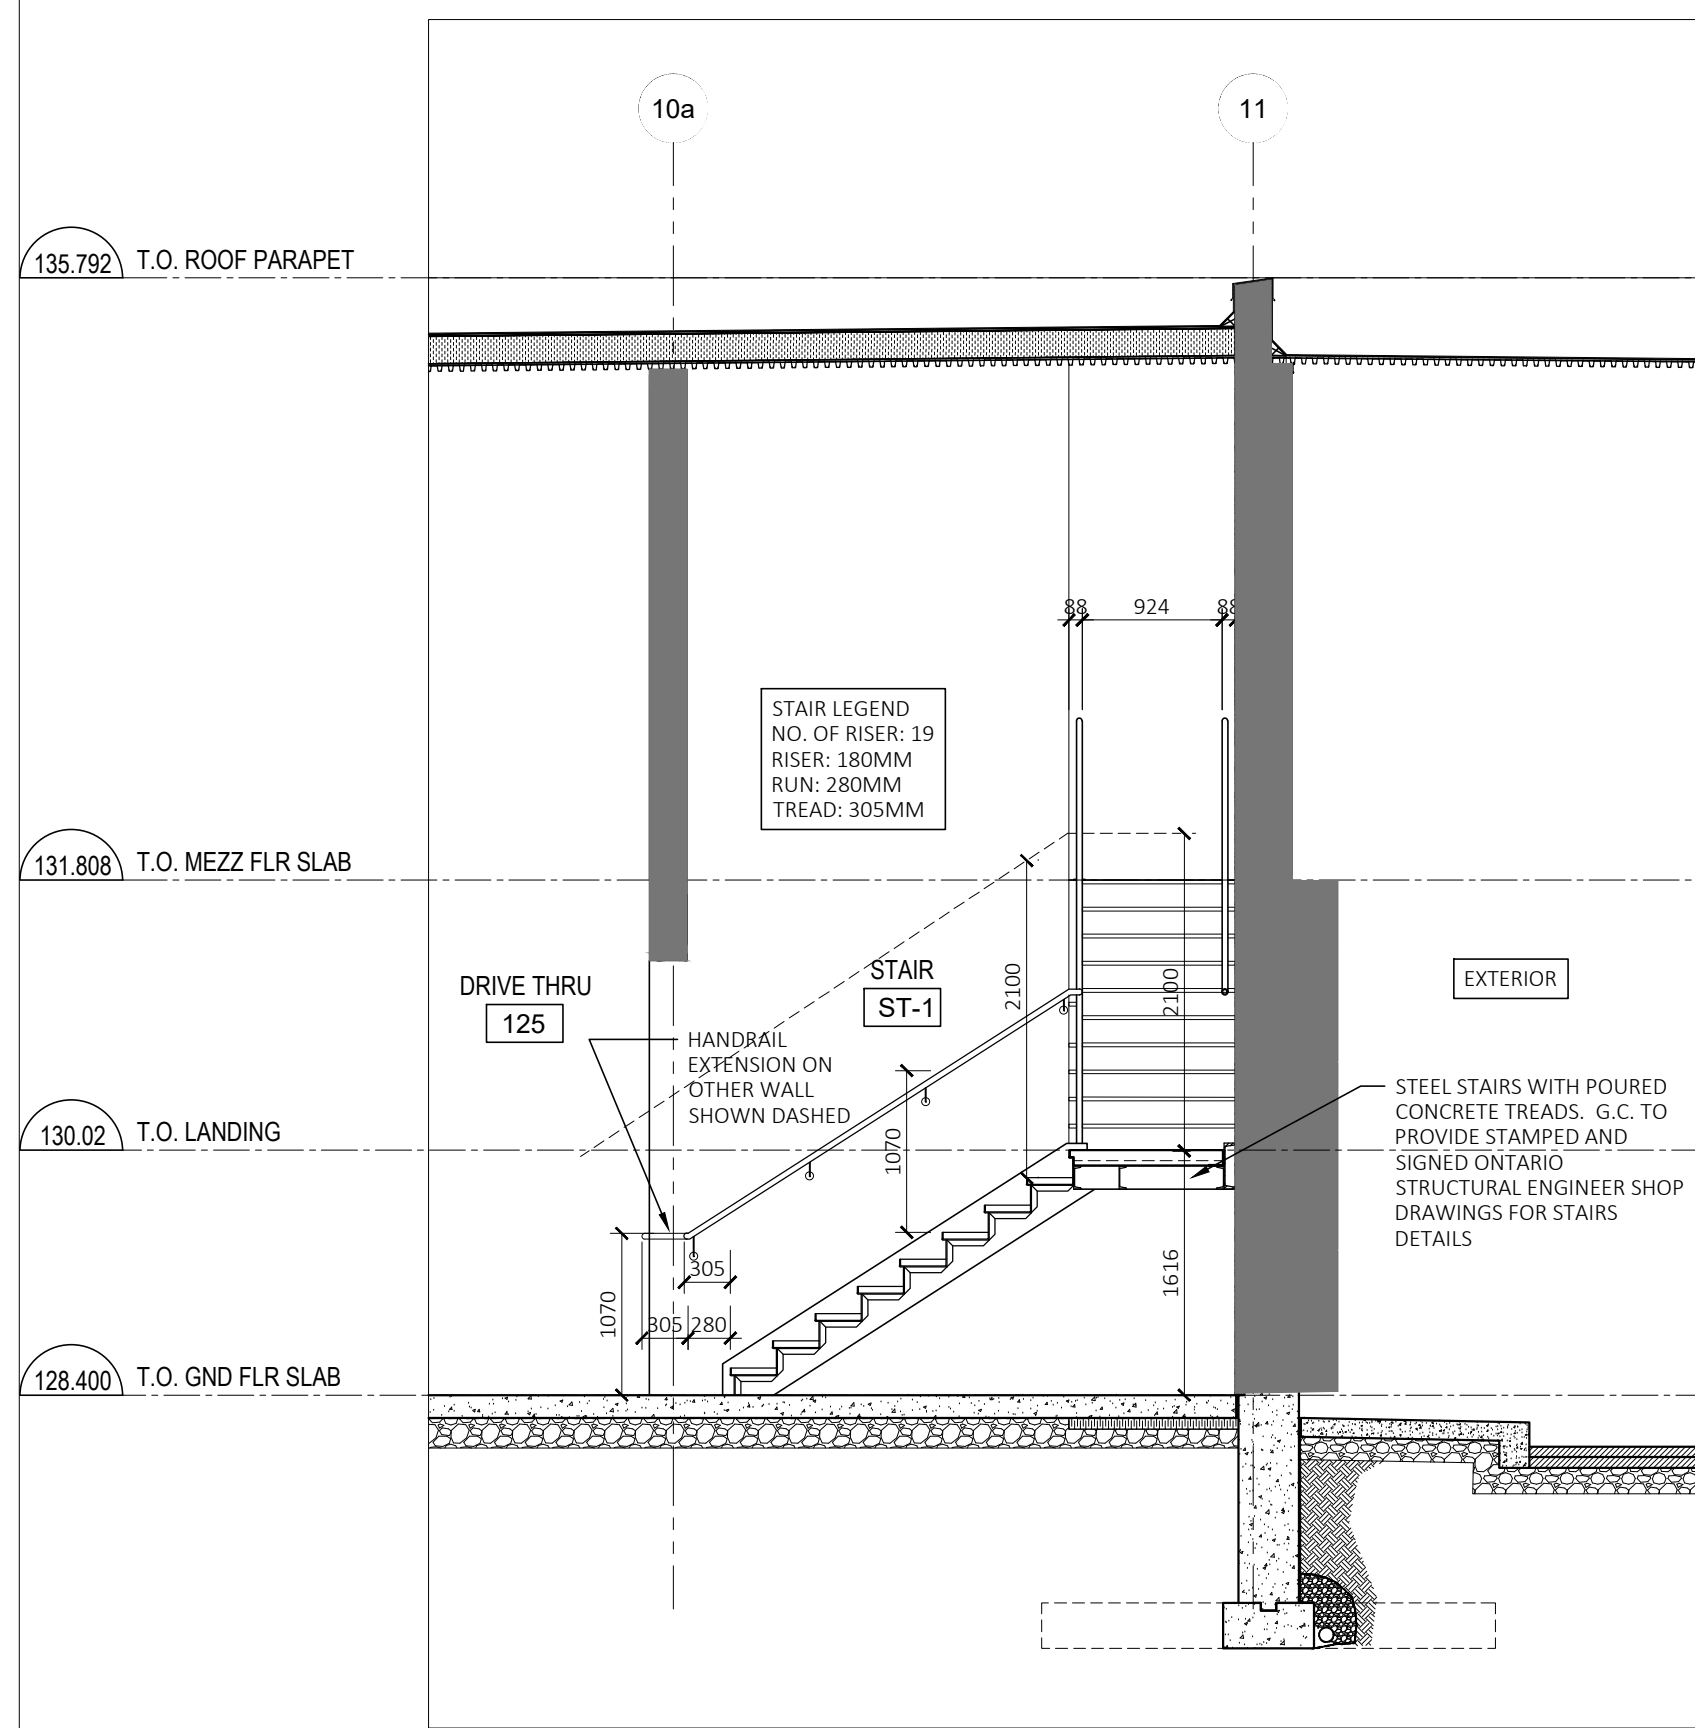 10a
11
135.792 T.O. ROOF PARAPET
88 924 88
STAIR LEGEND
NO. OF RISER: 19
RISER: 180MM
RUN: 280MM
TREAD: 305MM
131.808 T.O. MEZZ FLR SLAB
DRIVE THRU
125
STAIR
ST-1
2100
2100
EXTERIOR
HANDRAIL
EXTENSION ON
OTHER WALL
SHOWN DASHED
1070
STEEL STAIRS WITH POURED
CONCRETE TREADS. G.C. TO
PROVIDE STAMPED AND
SIGNED ONTARIO
STRUCTURAL ENGINEER SHOP
DRAWINGS FOR STAIRS
DETAILS
130.02 T.O. LANDING
305
1616
1070
305 280
128.400 T.O. GND FLR SLAB